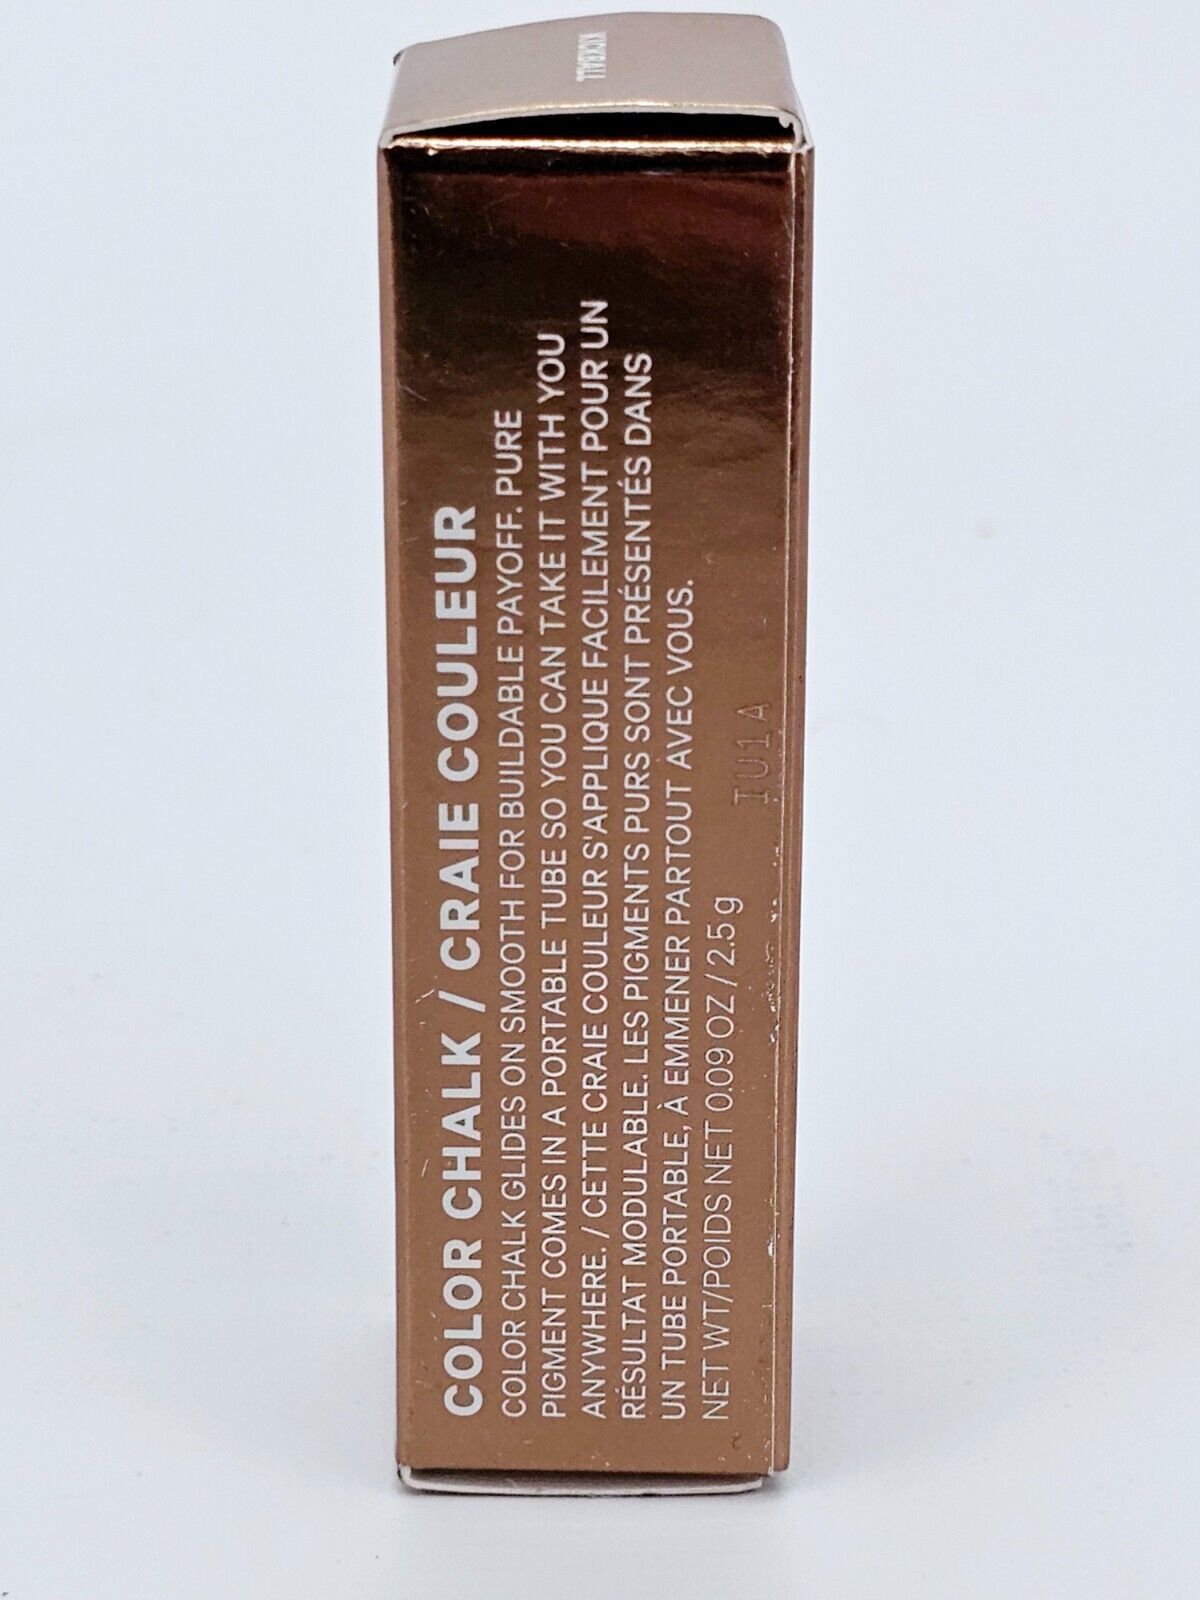 KICKBALL
COLOR CHALK / CRAIE COULEUR
COLOR CHALK GLIDES ON SMOOTH FOR BUILDABLE PAYOFF. PURE
PIGMENT COMES IN A PORTABLE TUBE SO YOU CAN TAKE IT WITH YOU
ANYWHERE. / CETTE CRAIE COULEUR S'APPLIQUE FACILEMENT POUR UN
RÉSULTAT MODULABLE. LES PIGMENTS PURS SONT PRÉSENTÉS DANS
UN TUBE PORTABLE, À EMMENER PARTOUT AVEC VOUS.
NET WT/POIDS NET 0.09 OZ / 2.5 g
IU1A